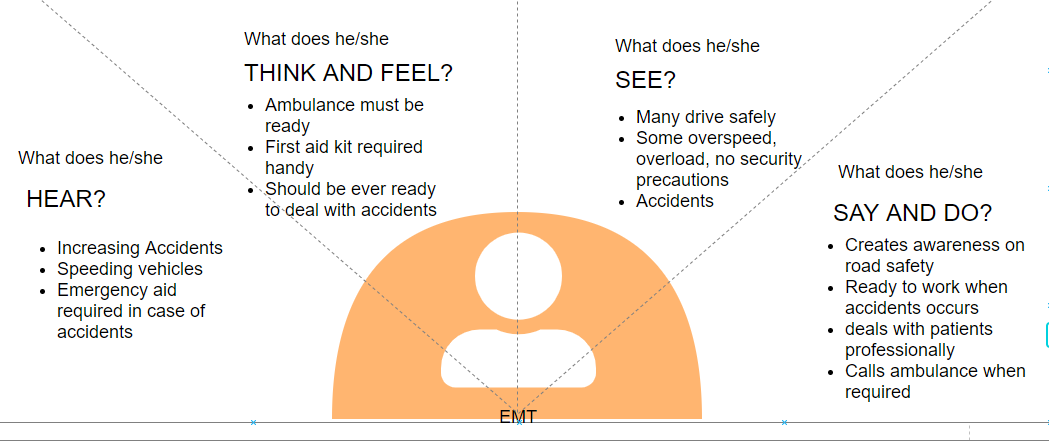 What does he/she
HEAR?
• Increasing Accidents
• Speeding vehicles
• Emergency aid
required in case of
accidents
What does he/she
THINK AND FEEL?
• Ambulance must be
ready
• First aid kit required
handy
• Should be ever ready
to deal with accidents
What does he/she
SEE?
• Many drive safely
• Some overspeed,
overload, no security
precautions
• Accidents
What does he/she
SAY AND DO?
• Creates awareness on
road safety
• Ready to work when
accidents occurs
• deals with patients
professionally
• Calls ambulance when
required
EMT